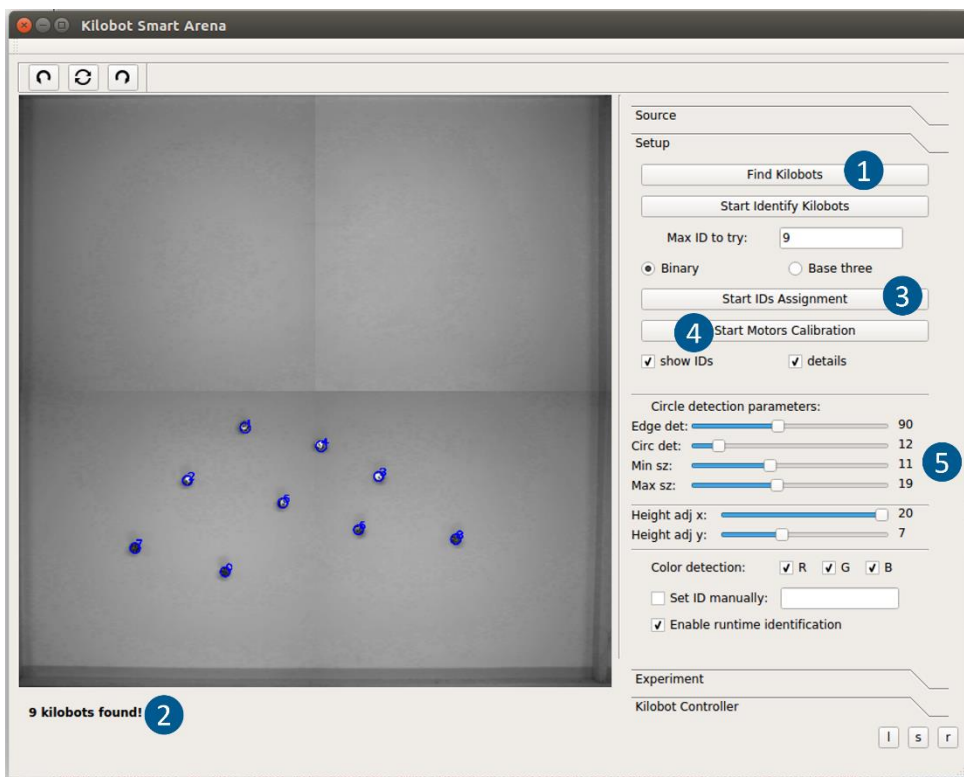 Kilobot Smart Arena
Source
Setup
Find Kilobots 1
Start Identify Kilobots
Max ID to try: 9
Binary Base three
Start IDs Assignment 3
4 Start Motors Calibration
show IDs details
Circle detection parameters:
Edge det: 90
Circ det: 12
Min sz: 11
Max sz: 19
5
Height adj x: 20
Height adj y: 7
Color detection: R G B
Set ID manually:
Enable runtime identification
Experiment
Kilobot Controller
9 kilobots found! 2
l s r